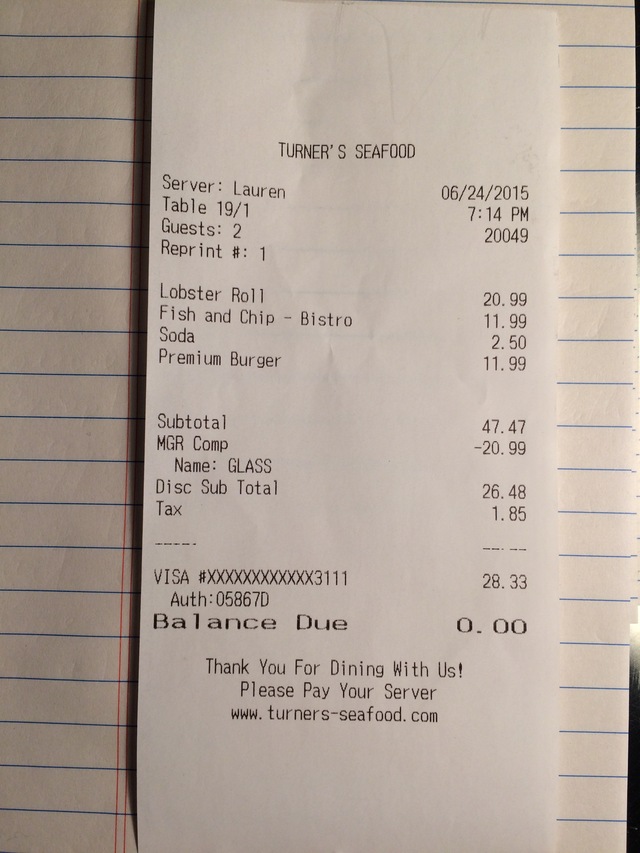 TURNER'S SEAFOOD
Server: Lauren 06/24/2015
Table 19/1 7:14 PM
Guests: 2 20049
Reprint #: 1
Lobster Roll 20.99
Fish and Chip - Bistro 11.99
Soda 2.50
Premium Burger 11.99
Subtotal 47.47
MGR Comp -20.99
Name: GLASS
Disc Sub Total 26.48
Tax 1.85
----- -----
VISA #XXXXXXXXXXXX3111 28.33
Auth:05867D
Balance Due 0.00
Thank You For Dining With Us!
Please Pay Your Server
www.turners-seafood.com